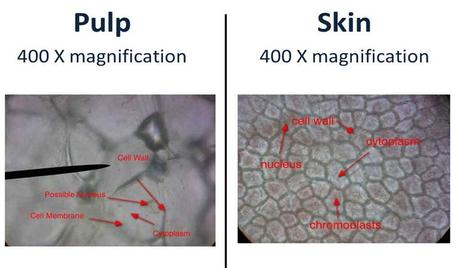 Pulp
400 X magnification
Cell Wall
Possible Nucleus
Cell Membrane
Cytoplasm
Skin
400 X magnification
cell wall
cytoplasm
nucleus
chromoplasts